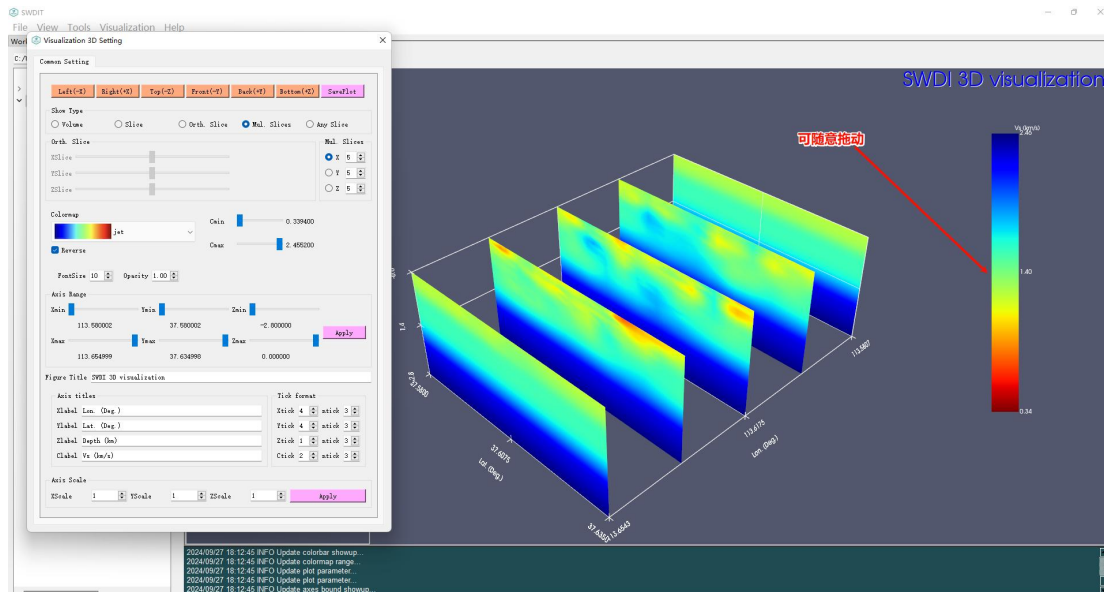 SWDIT
File View Tools Visualization Help
Visualization 3D Setting
Common Setting
Left(-X) Right(+X) Top(-Z) Front(-Y) Back(+Y) Bottom(+Z) SavePlot
Show Type
Volume Slice Orth. Slice Mul. Slices Any Slice
Orth. Slice Mul. Slices
XSlice X 5
YSlice Y 5
ZSlice Z 5
Colormap
jet
Cmin 0.339400
Reverse
Cmax 2.455200
FontSize 10 Opacity 1.00
Axis Range
Xmin Ymin Zmin
113.580002 37.580002 -2.800000
Apply
Xmax Ymax Zmax
113.654999 37.634998 0.000000
Figure Title SWDI 3D visualization
Axis titles Tick format
Xlabel Lon. (Deg.) Xtick 4 ntick 3
Ylabel Lat. (Deg.) Ytick 4 ntick 3
Zlabel Depth (km) Ztick 1 ntick 3
Clabel Vs (km/s) Ctick 2 ntick 3
Axis Scale
XScale 1 YScale 1 ZScale 1 Apply
SWDI 3D visualization
可随意拖动
Vs (km/s)
2.46
1.40
0.34
37.5800
37.6075
Lat. (Deg.)
113.6175
Lon. (Deg.)
2024/09/27 18:12:45 INFO Update colorbar showup...
2024/09/27 18:12:45 INFO Update colormap range...
2024/09/27 18:12:45 INFO Update plot parameter...
2024/09/27 18:12:45 INFO Update plot parameter...
2024/09/27 18:12:45 INFO Update axes bound showup...